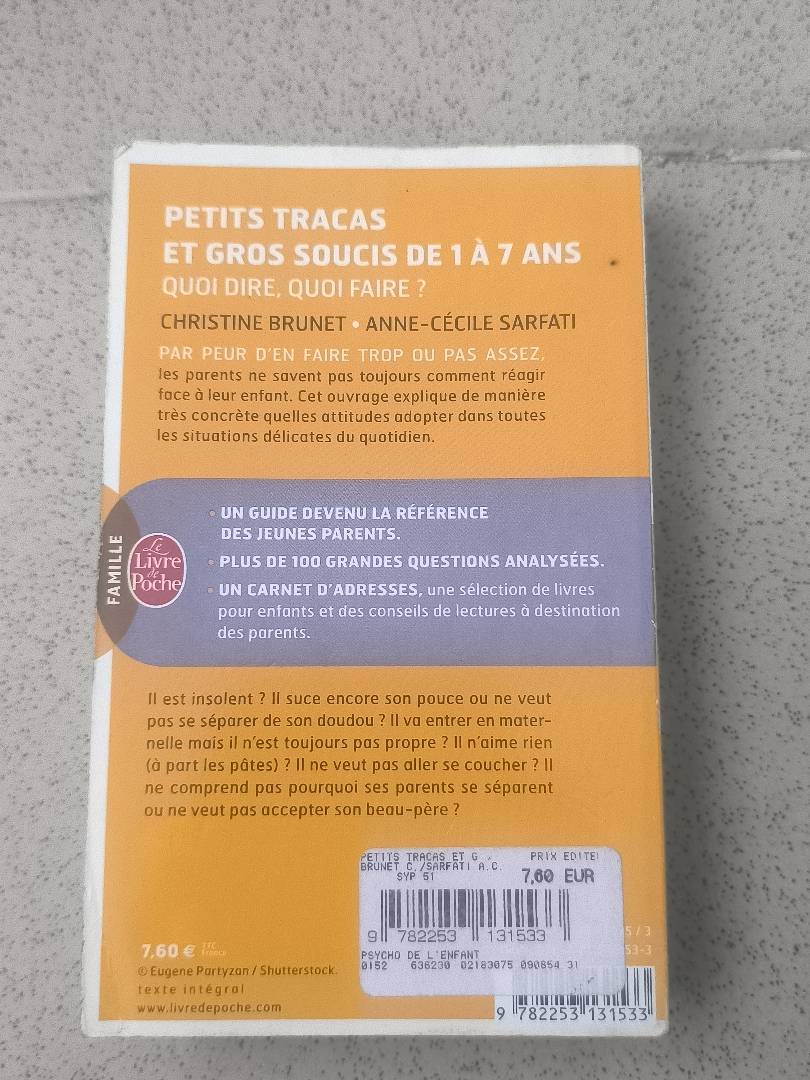 PETITS TRACAS
ET GROS SOUCIS DE 1 À 7 ANS
QUOI DIRE, QUOI FAIRE ?
CHRISTINE BRUNET • ANNE-CÉCILE SARFATI
PAR PEUR D'EN FAIRE TROP OU PAS ASSEZ,
les parents ne savent pas toujours comment réagir
face à leur enfant. Cet ouvrage explique de manière
très concrète quelles attitudes adopter dans toutes
les situations délicates du quotidien.
• UN GUIDE DEVENU LA RÉFÉRENCE
DES JEUNES PARENTS.
• PLUS DE 100 GRANDES QUESTIONS ANALYSÉES.
• UN CARNET D'ADRESSES, une sélection de livres
pour enfants et des conseils de lectures à destination
des parents.
FAMILLE
Le
Livre
de
Poche
Il est insolent ? Il suce encore son pouce ou ne veut
pas se séparer de son doudou ? Il va entrer en mater-
nelle mais il n'est toujours pas propre ? Il n'aime rien
(à part les pâtes) ? Il ne veut pas aller se coucher ? Il
ne comprend pas pourquoi ses parents se séparent
ou ne veut pas accepter son beau-père ?
PETITS TRACAS ET G . PRIX EDITE
BRUNET C./SARFATI A.C.
SYP 51 7,60 EUR
9 782253 131533
PSYCHO DE L'ENFANT
0152 636230 02183075 090854 31
5 / 3
53-3
7,60 € TTC France
© Eugene Partyzan / Shutterstock.
texte intégral
www.livredepoche.com
9 782253 131533